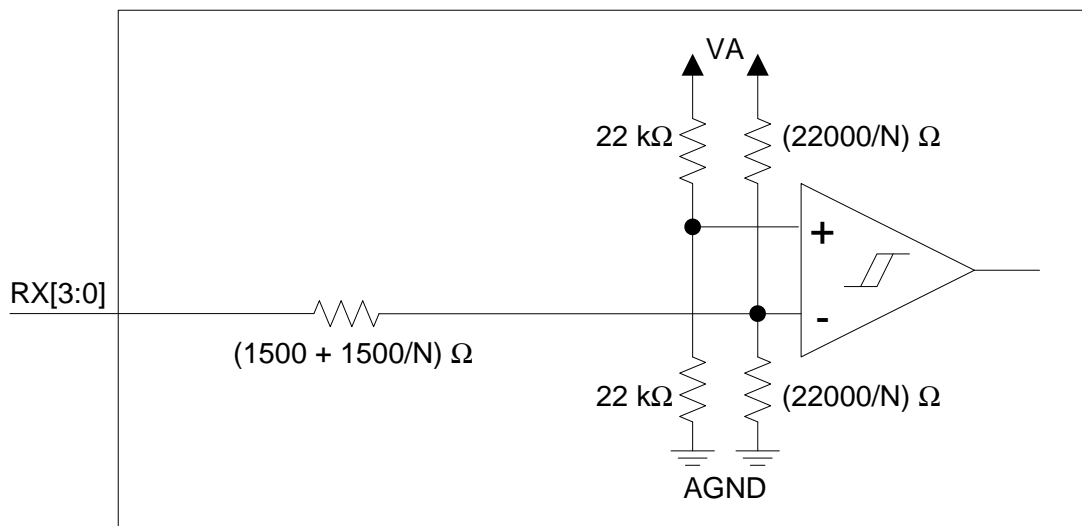 VA
22 kΩ
(22000/N) Ω
+
RX[3:0]
-
(1500 + 1500/N) Ω
22 kΩ
(22000/N) Ω
AGND